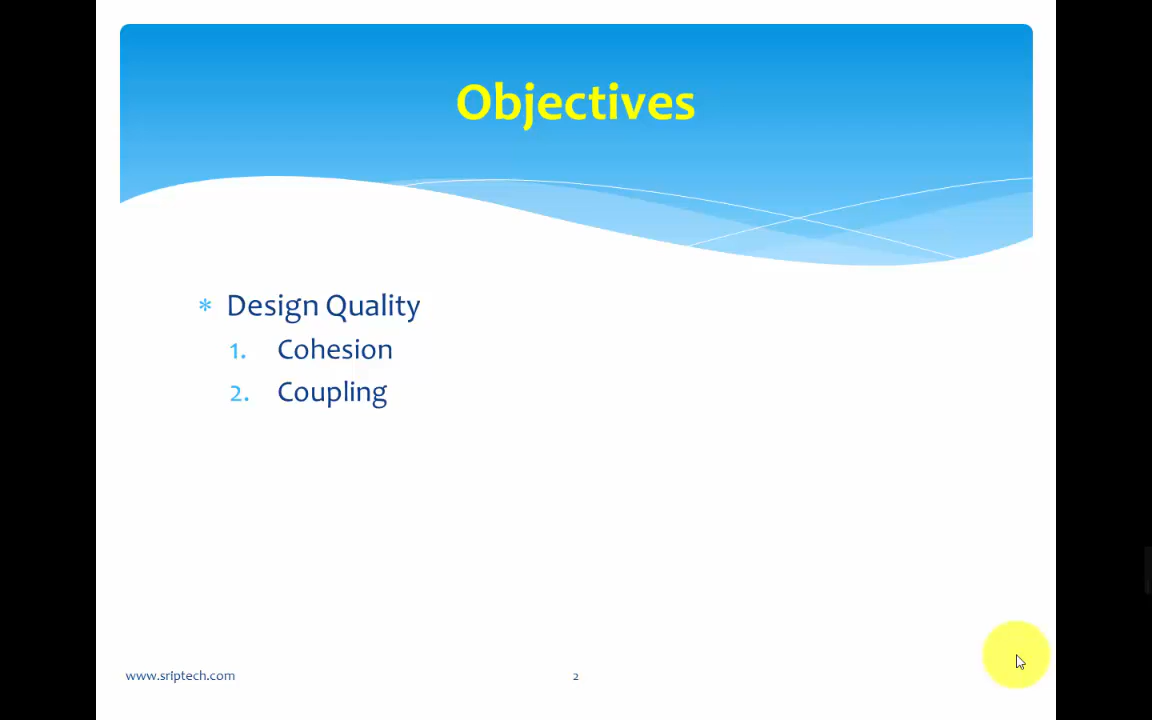 Objectives
* Design Quality
1. Cohesion
2. Coupling
www.sriptech.com
2